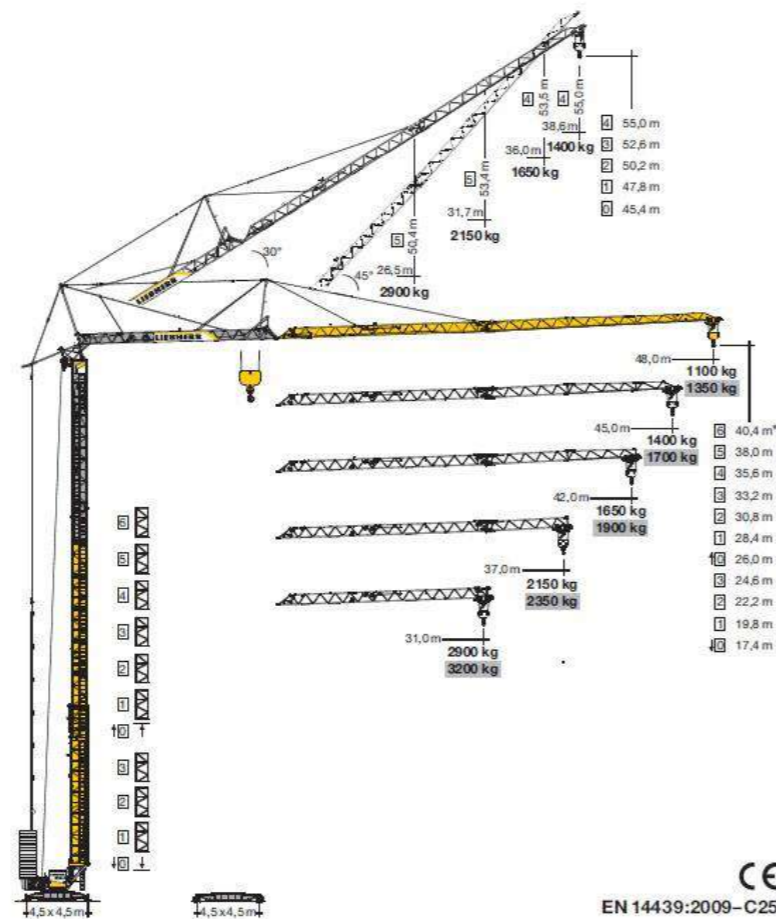 4 53,5 m
4 55,0 m
38,6 m
1400 kg
36,0 m
1650 kg
4 55,0 m
3 52,6 m
2 50,2 m
1 47,8 m
0 45,4 m
5 53,4 m
31,7 m
2150 kg
5 50,4 m
26,5 m
2900 kg
30°
45°
LIEBHERR
LIEBHERR
48,0 m
1100 kg
1350 kg
45,0 m
1400 kg
1700 kg
42,0 m
1650 kg
1900 kg
37,0 m
2150 kg
2350 kg
31,0 m
2900 kg
3200 kg
6 40,4 m*
5 38,0 m
4 35,6 m
3 33,2 m
2 30,8 m
1 28,4 m
0 26,0 m
3 24,6 m
2 22,2 m
1 19,8 m
0 17,4 m
6
5
4
3
2
1
0
3
2
1
0
4,5 x 4,5 m
4,5 x 4,5 m
CE
EN 14439:2009–C25